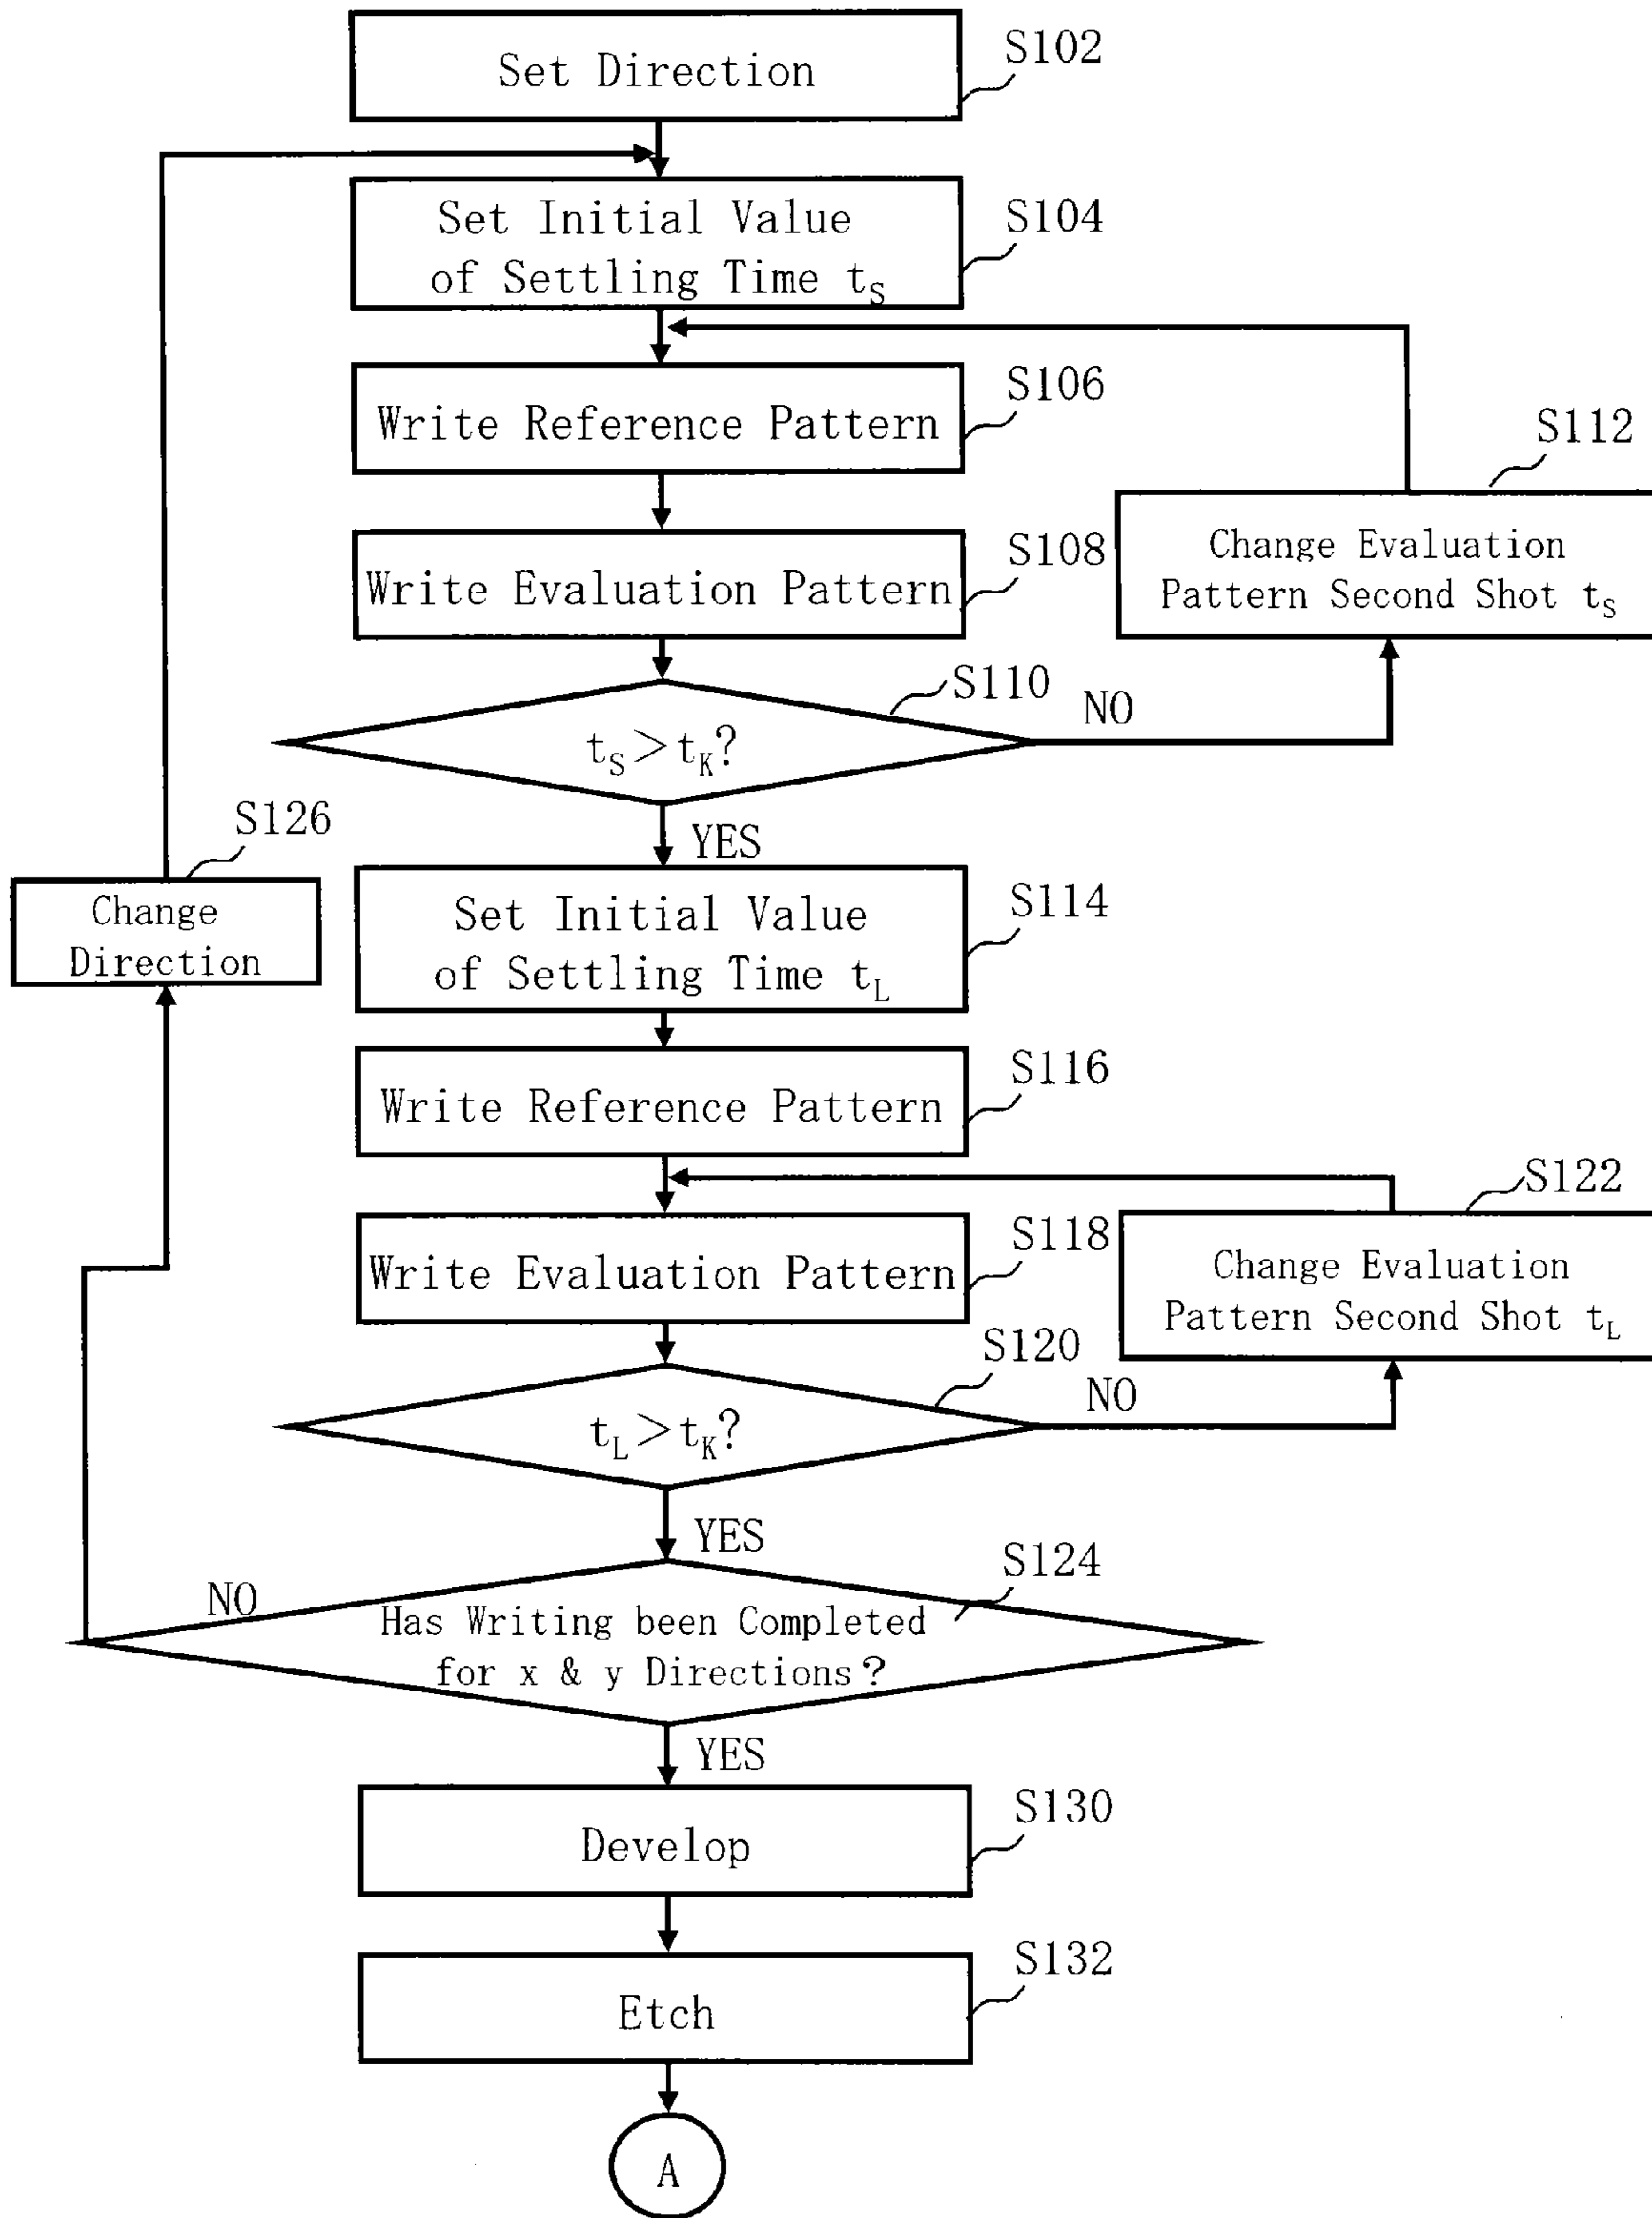 Set Direction
S102
Set Initial Value
of Settling Time tS
S104
Write Reference Pattern
S106
Write Evaluation Pattern
S108
S112
Change Evaluation
Pattern Second Shot tS
S110
tS>tK?
NO
YES
S126
Change
Direction
Set Initial Value
of Settling Time tL
S114
Write Reference Pattern
S116
Write Evaluation Pattern
S118
S122
Change Evaluation
Pattern Second Shot tL
S120
tL>tK?
NO
YES
S124
NO
Has Writing been Completed
for x & y Directions?
YES
Develop
S130
Etch
S132
A